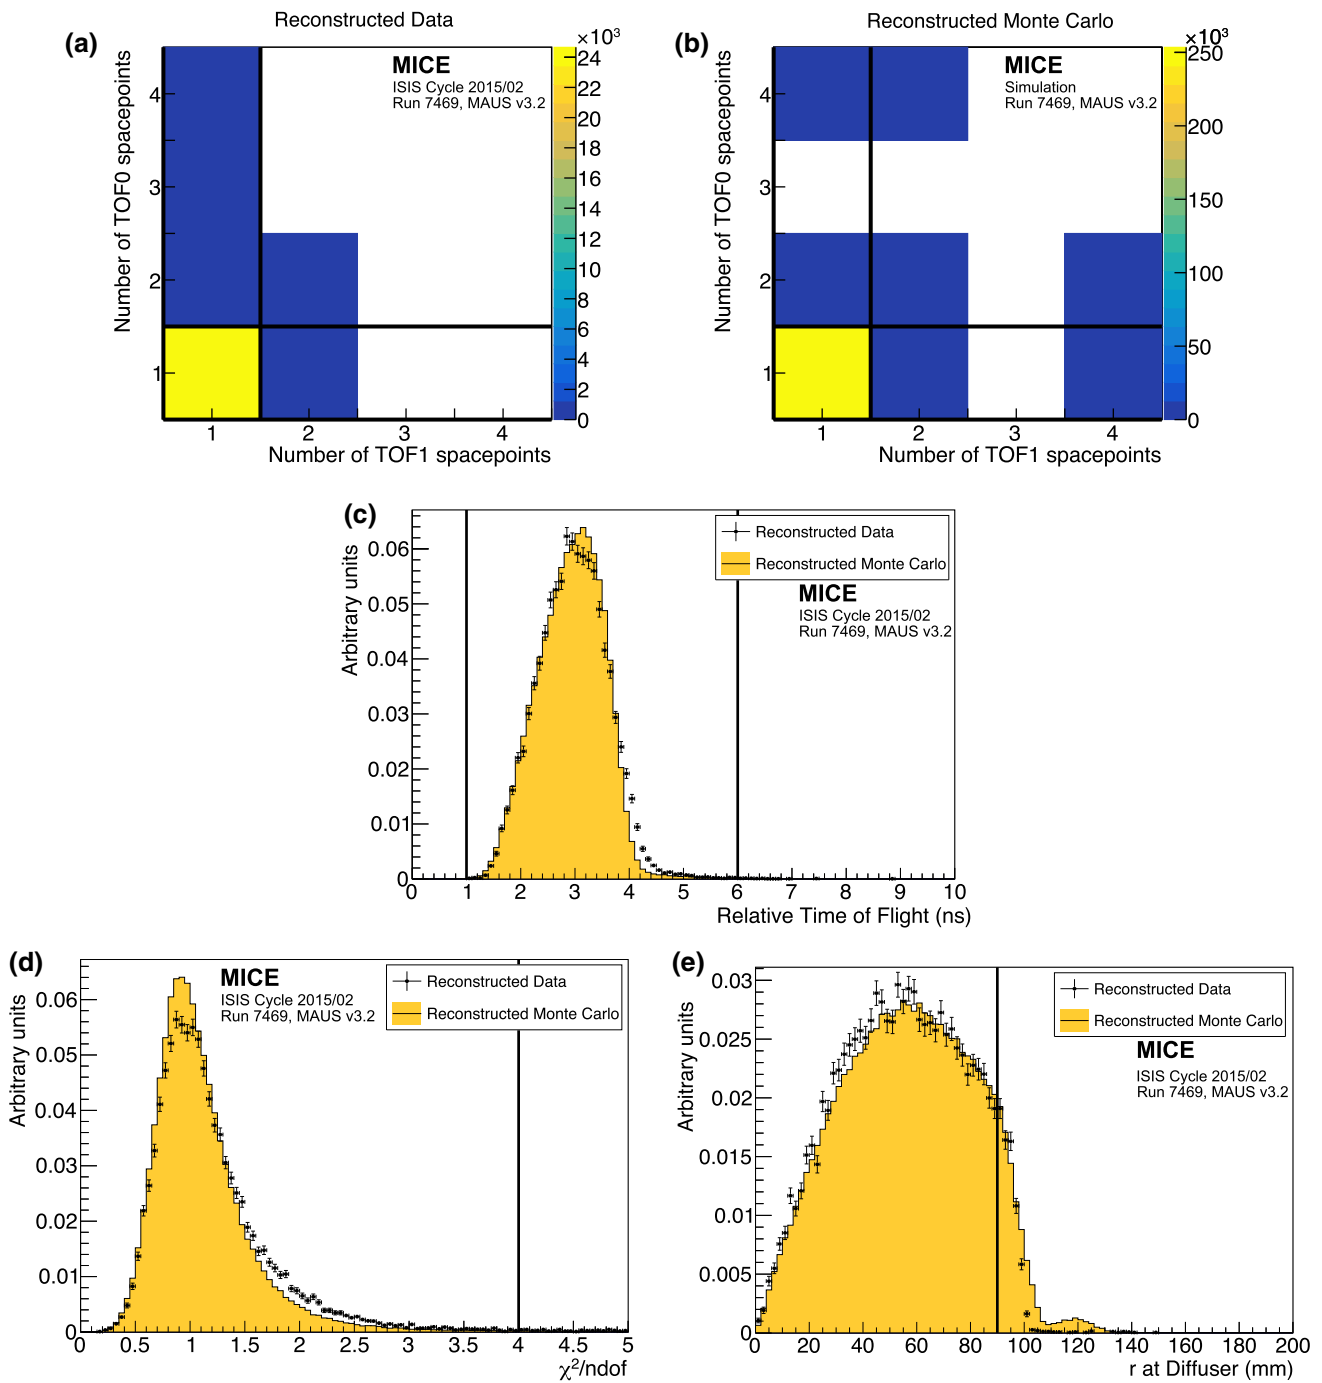 Reconstructed Data
(a)
×10³
MICE
ISIS Cycle 2015/02
Run 7469, MAUS v3.2
Number of TOF0 spacepoints
4
3
2
1
1 2 3 4
Number of TOF1 spacepoints
24
22
20
18
16
14
12
10
8
6
4
2
0
Reconstructed Monte Carlo
(b)
×10³
MICE
Simulation
Run 7469, MAUS v3.2
Number of TOF0 spacepoints
4
3
2
1
1 2 3 4
Number of TOF1 spacepoints
250
200
150
100
50
0
(c)
Reconstructed Data
Reconstructed Monte Carlo
MICE
ISIS Cycle 2015/02
Run 7469, MAUS v3.2
Arbitrary units
0.06
0.05
0.04
0.03
0.02
0.01
0
0 1 2 3 4 5 6 7 8 9 10
Relative Time of Flight (ns)
(d)
MICE
ISIS Cycle 2015/02
Run 7469, MAUS v3.2
Reconstructed Data
Reconstructed Monte Carlo
Arbitrary units
0.06
0.05
0.04
0.03
0.02
0.01
0
0 0.5 1 1.5 2 2.5 3 3.5 4 4.5 5
χ²/ndof
(e)
Reconstructed Data
Reconstructed Monte Carlo
MICE
ISIS Cycle 2015/02
Run 7469, MAUS v3.2
Arbitrary units
0.03
0.025
0.02
0.015
0.01
0.005
0
0 20 40 60 80 100 120 140 160 180 200
r at Diffuser (mm)